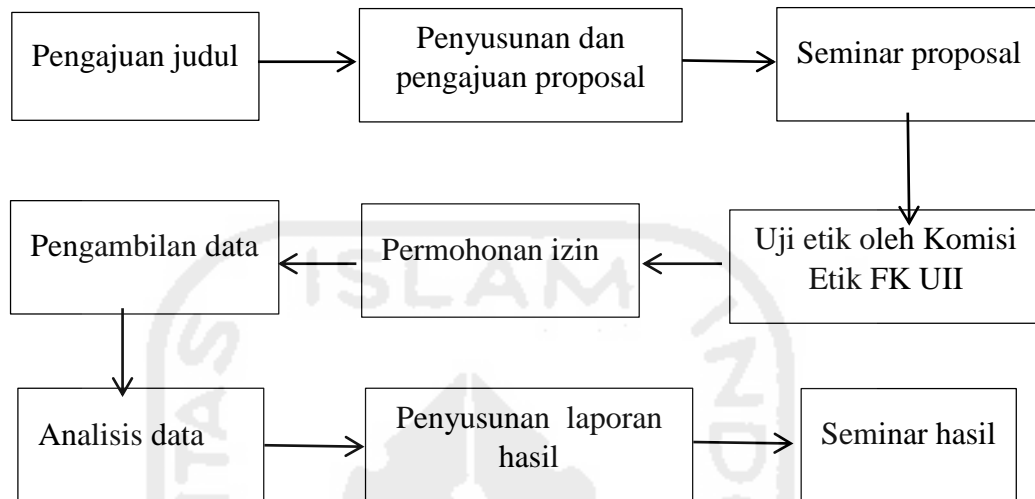 Pengajuan judul
Penyusunan dan
pengajuan proposal
Seminar proposal
Uji etik oleh Komisi
Etik FK UII
Permohonan izin
Pengambilan data
Analisis data
Penyusunan laporan
hasil
Seminar hasil
ISLAM